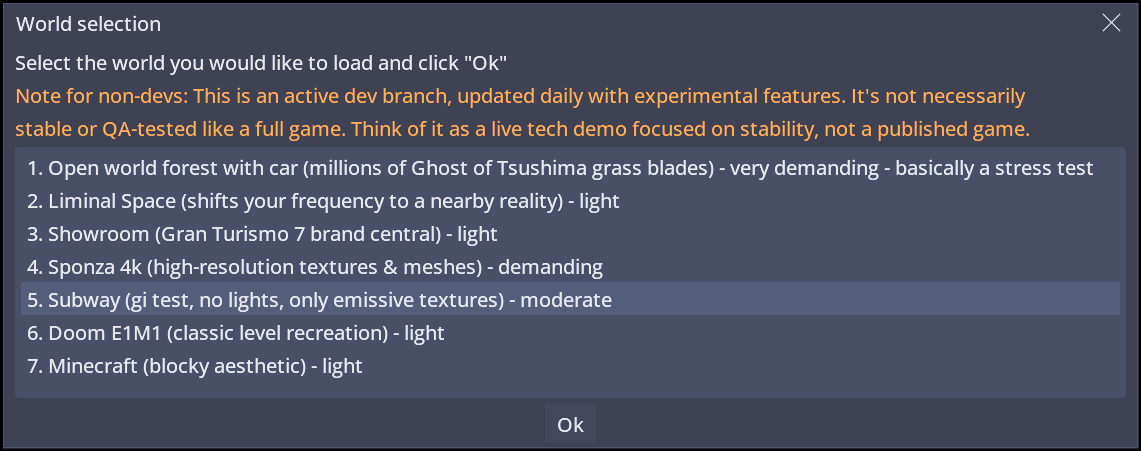 World selection
Select the world you would like to load and click "Ok"
Note for non-devs: This is an active dev branch, updated daily with experimental features. It's not necessarily
stable or QA-tested like a full game. Think of it as a live tech demo focused on stability, not a published game.
1. Open world forest with car (millions of Ghost of Tsushima grass blades) - very demanding - basically a stress test
2. Liminal Space (shifts your frequency to a nearby reality) - light
3. Showroom (Gran Turismo 7 brand central) - light
4. Sponza 4k (high-resolution textures & meshes) - demanding
5. Subway (gi test, no lights, only emissive textures) - moderate
6. Doom E1M1 (classic level recreation) - light
7. Minecraft (blocky aesthetic) - light
Ok